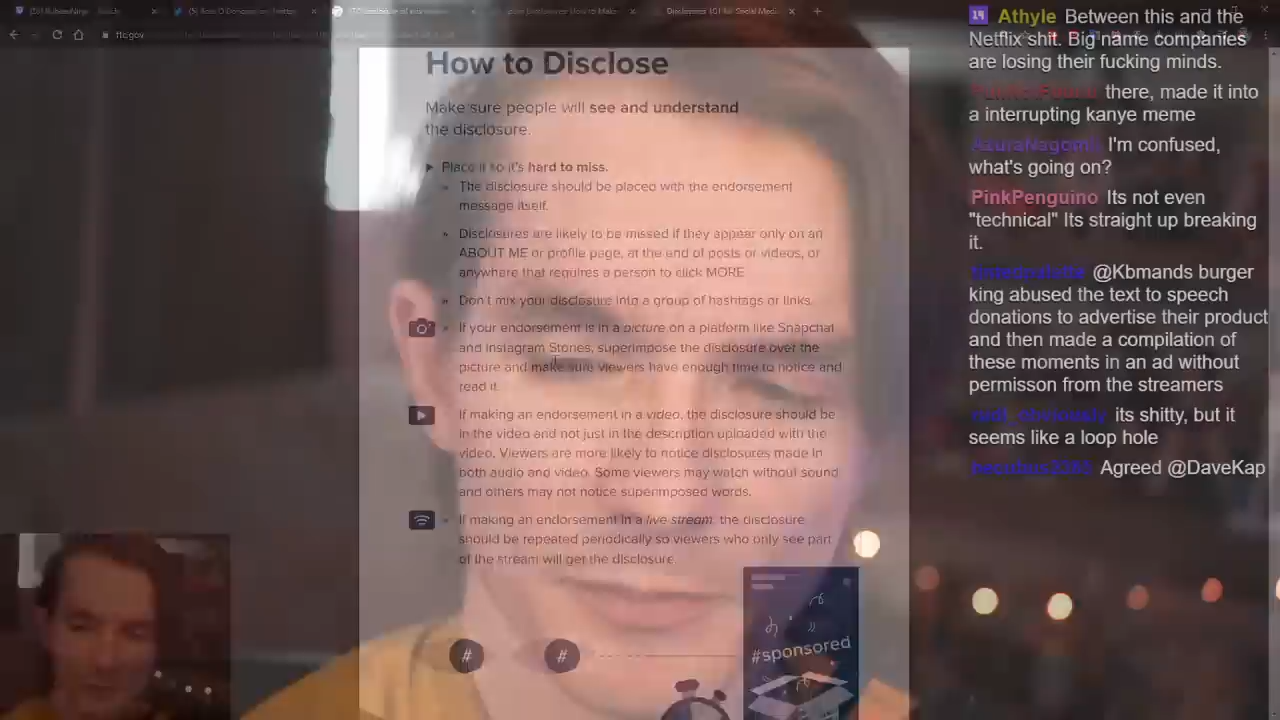 ftc.gov
How to Disclose
Make sure people will see and understand
the disclosure.
Place it so it's hard to miss.
The disclosure should be placed with the endorsement
message itself.
Disclosures are likely to be missed if they appear only on an
ABOUT ME or profile page, at the end of posts or videos, or
anywhere that requires a person to click MORE.
Don't mix your disclosure into a group of hashtags or links.
If your endorsement is in a picture on a platform like Snapchat
and Instagram Stories, superimpose the disclosure over the
picture and make sure viewers have enough time to notice and
read it.
If making an endorsement in a video, the disclosure should be
in the video and not just in the description uploaded with the
video. Viewers are more likely to notice disclosures made in
both audio and video. Some viewers may watch without sound
and others may not notice superimposed words.
If making an endorsement in a live stream, the disclosure
should be repeated periodically so viewers who only see part
of the stream will get the disclosure.
# #
#sponsored
Athyle Between this and the
Netflix shit. Big name companies
are losing their fucking minds.
there, made it into
a interrupting kanye meme
AzuraNagomi I'm confused,
what's going on?
PinkPenguino Its not even
"technical" Its straight up breaking
it.
@Kbmands burger
king abused the text to speech
donations to advertise their product
and then made a compilation of
these moments in an ad without
permisson from the streamers
its shitty, but it
seems like a loop hole
Agreed @DaveKap